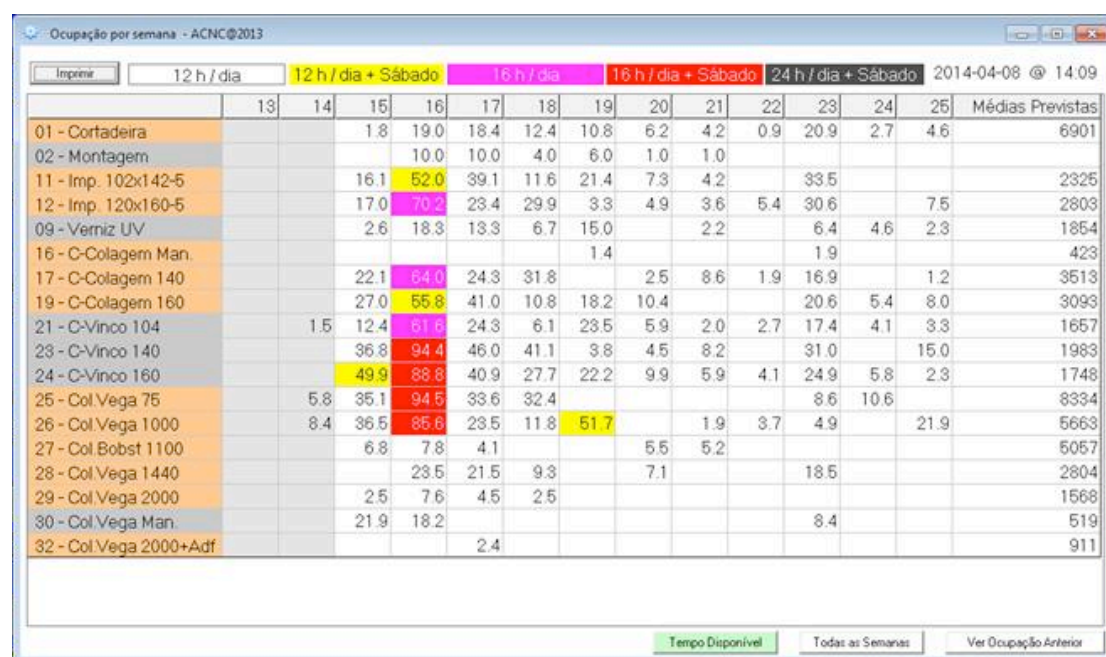 Ocupação por semana - ACNC@2013
Imprimir 12 h / dia 12 h / dia + Sábado 16 h / dia 16 h / dia + Sábado 24 h / dia + Sábado 2014-04-08 @ 14:09
13 14 15 16 17 18 19 20 21 22 23 24 25 Médias Previstas
01 - Cortadeira 1.8 19.0 18.4 12.4 10.8 6.2 4.2 0.9 20.9 2.7 4.6 6901
02 - Montagem 10.0 10.0 4.0 6.0 1.0 1.0
11 - Imp. 102x142-5 16.1 52.0 39.1 11.6 21.4 7.3 4.2 33.5 2325
12 - Imp. 120x160-5 17.0 70.2 23.4 29.9 3.3 4.9 3.6 5.4 30.6 7.5 2803
09 - Verniz UV 2.6 18.3 13.3 6.7 15.0 2.2 6.4 4.6 2.3 1854
16 - C-Colagem Man. 1.4 1.9 423
17 - C-Colagem 140 22.1 64.0 24.3 31.8 2.5 8.6 1.9 16.9 1.2 3513
19 - C-Colagem 160 27.0 55.8 41.0 10.8 18.2 10.4 20.6 5.4 8.0 3093
21 - C-Vinco 104 1.5 12.4 61.6 24.3 6.1 23.5 5.9 2.0 2.7 17.4 4.1 3.3 1657
23 - C-Vinco 140 36.8 94.4 46.0 41.1 3.8 4.5 8.2 31.0 15.0 1983
24 - C-Vinco 160 49.9 88.8 40.9 27.7 22.2 9.9 5.9 4.1 24.9 5.8 2.3 1748
25 - Col.Vega 75 5.8 35.1 94.5 33.6 32.4 8.6 10.6 8334
26 - Col.Vega 1000 8.4 36.5 85.6 23.5 11.8 51.7 1.9 3.7 4.9 21.9 5663
27 - Col.Bobst 1100 6.8 7.8 4.1 5.5 5.2 5057
28 - Col.Vega 1440 23.5 21.5 9.3 7.1 18.5 2804
29 - Col.Vega 2000 2.5 7.6 4.5 2.5 1568
30 - Col.Vega Man. 21.9 18.2 8.4 519
32 - Col.Vega 2000+Adf 2.4 911
Tempo Disponível Todas as Semanas Ver Ocupação Anterior